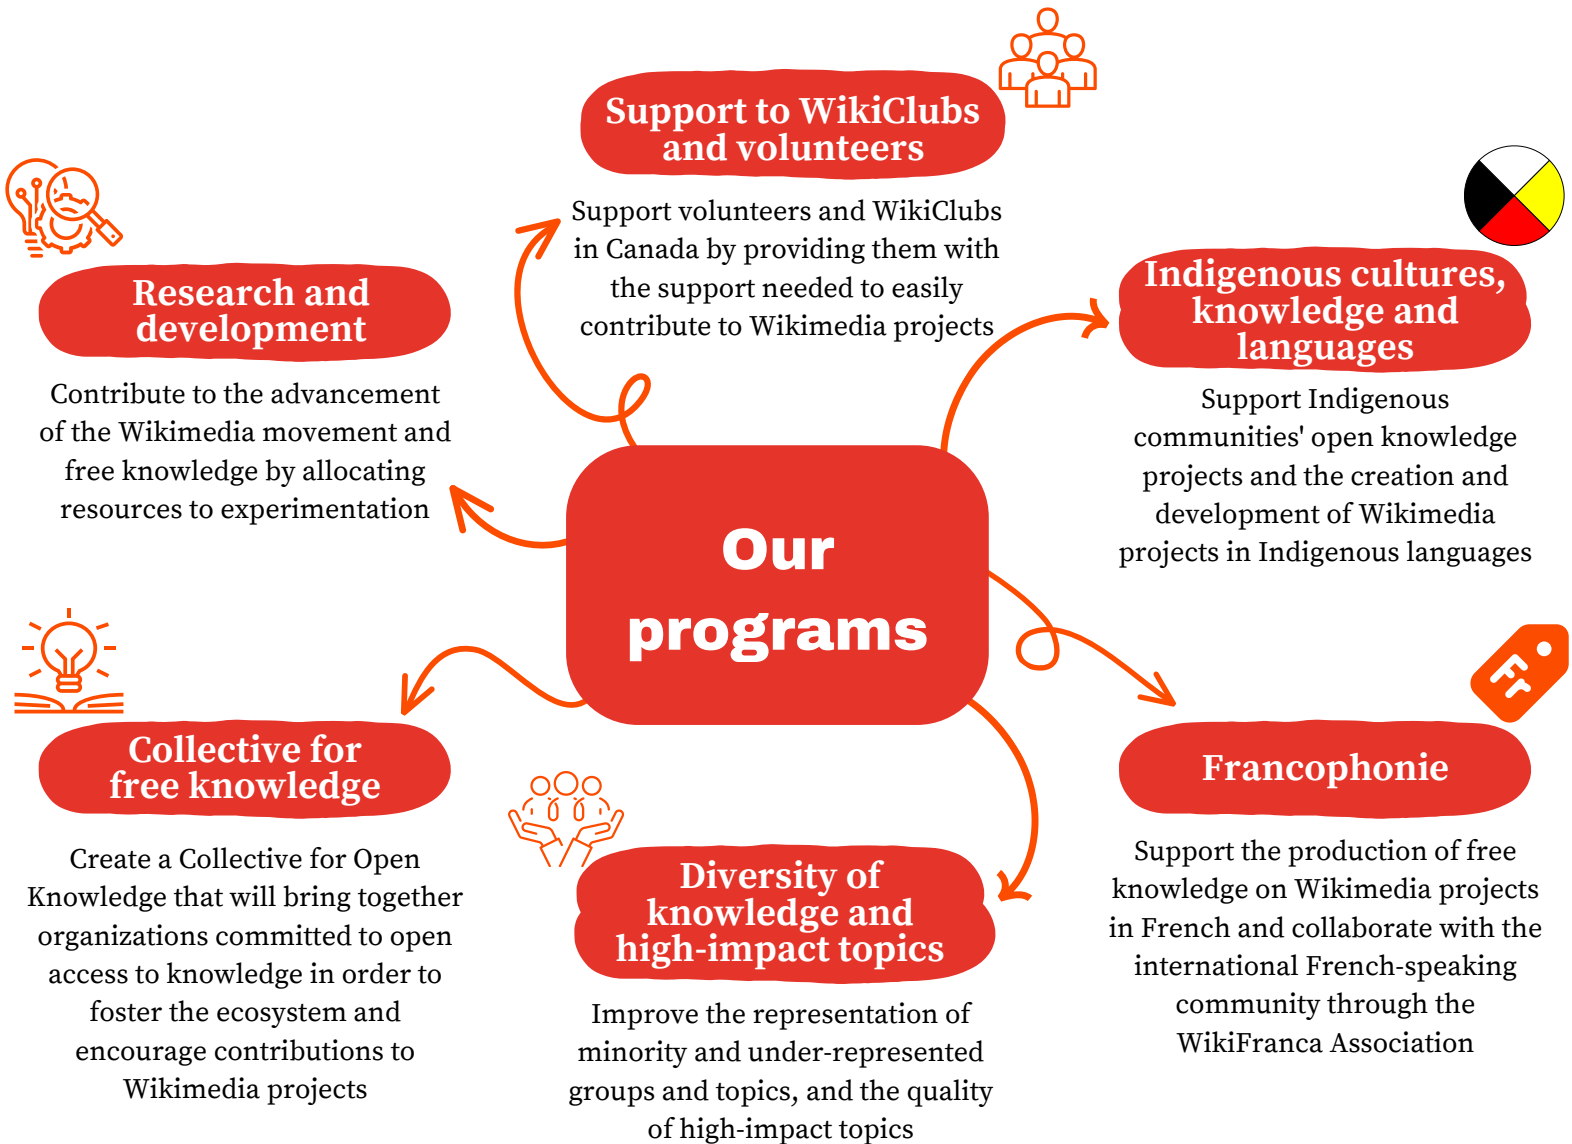 Support to WikiClubs
and volunteers
Support volunteers and WikiClubs
in Canada by providing them with
the support needed to easily
contribute to Wikimedia projects
Research and
development
Contribute to the advancement
of the Wikimedia movement and
free knowledge by allocating
resources to experimentation
Indigenous cultures,
knowledge and
languages
Support Indigenous
communities' open knowledge
projects and the creation and
development of Wikimedia
projects in Indigenous languages
Our
programs
Collective for
free knowledge
Create a Collective for Open
Knowledge that will bring together
organizations committed to open
access to knowledge in order to
foster the ecosystem and
encourage contributions to
Wikimedia projects
Diversity of
knowledge and
high-impact topics
Improve the representation of
minority and under-represented
groups and topics, and the quality
of high-impact topics
Fr
Francophonie
Support the production of free
knowledge on Wikimedia projects
in French and collaborate with the
international French-speaking
community through the
WikiFranca Association